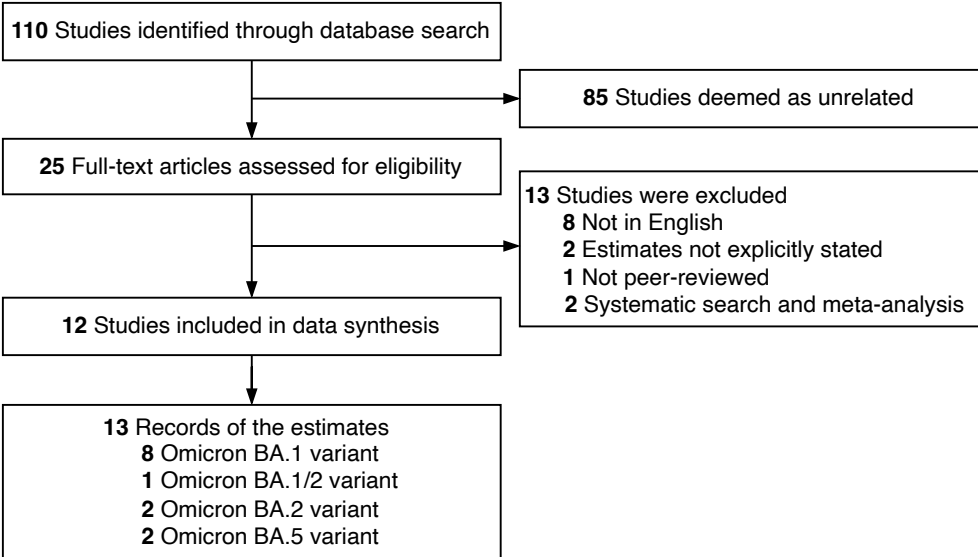 110 Studies identified through database search
85 Studies deemed as unrelated
25 Full-text articles assessed for eligibility
13 Studies were excluded
8 Not in English
2 Estimates not explicitly stated
1 Not peer-reviewed
2 Systematic search and meta-analysis
12 Studies included in data synthesis
13 Records of the estimates
8 Omicron BA.1 variant
1 Omicron BA.1/2 variant
2 Omicron BA.2 variant
2 Omicron BA.5 variant